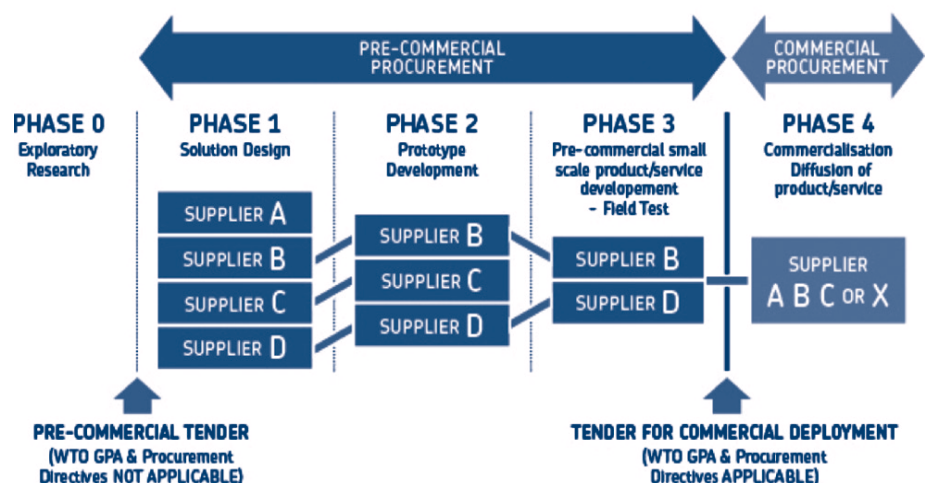 PRE-COMMERCIAL
PROCUREMENT
COMMERCIAL
PROCUREMENT
PHASE 0
Exploratory
Research
PHASE 1
Solution Design
PHASE 2
Prototype
Development
PHASE 3
Pre-commercial small
scale product/service
developement
- Field Test
PHASE 4
Commercialisation
Diffusion of
product/service
SUPPLIER A
SUPPLIER B
SUPPLIER C
SUPPLIER D
SUPPLIER B
SUPPLIER C
SUPPLIER D
SUPPLIER B
SUPPLIER D
SUPPLIER
A B C OR X
PRE-COMMERCIAL TENDER
(WTO GPA & Procurement
Directives NOT APPLICABLE)
TENDER FOR COMMERCIAL DEPLOYMENT
(WTO GPA & Procurement
Directives APPLICABLE)